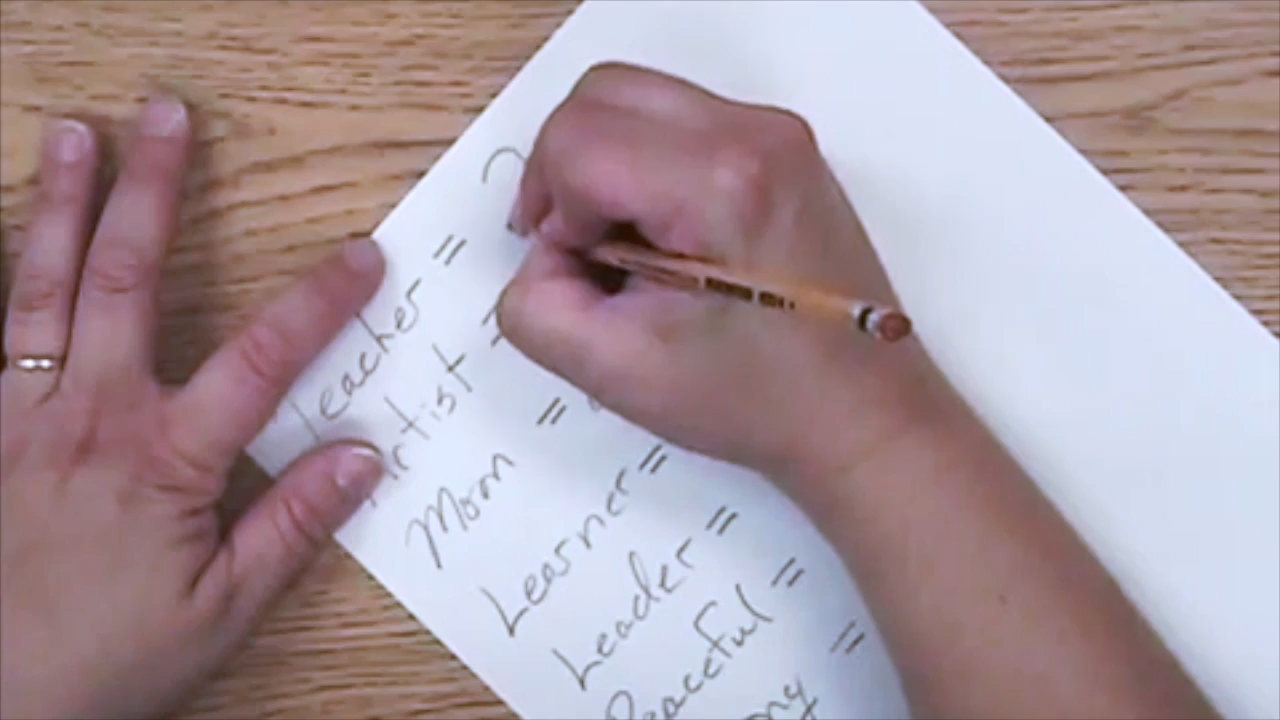 Teacher =
Artist =
Mom =
Learner =
Leader =
Peaceful =
=